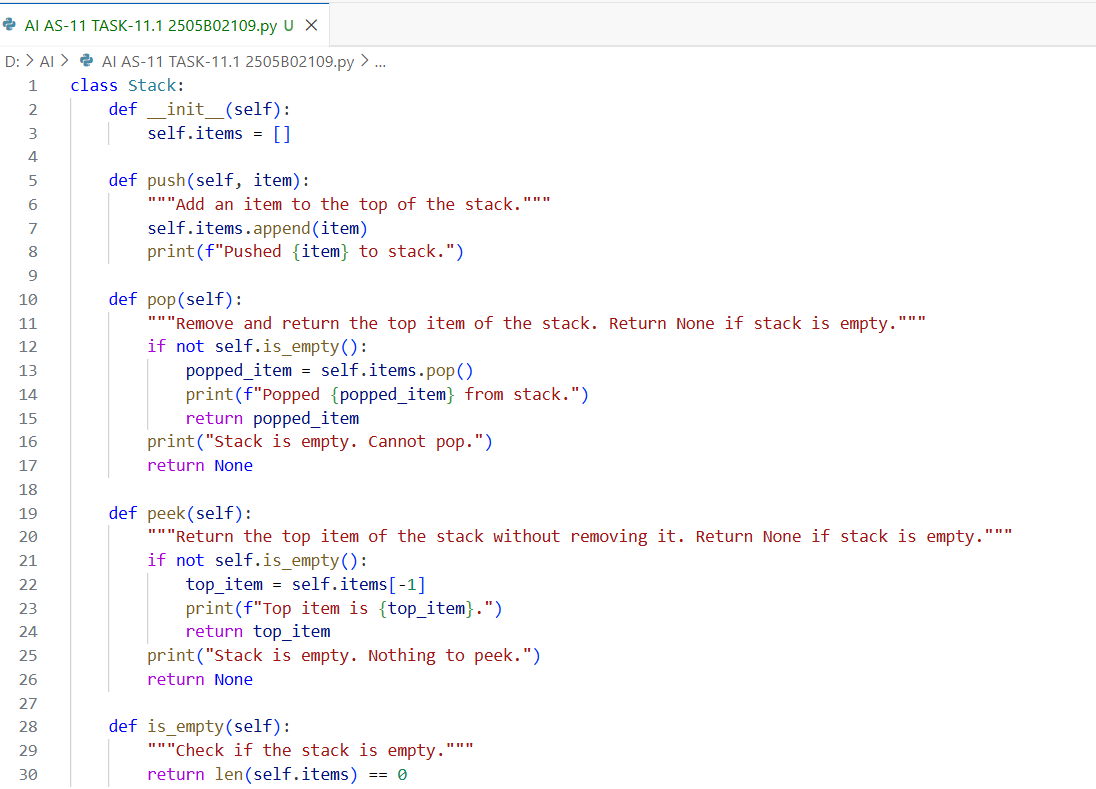 AI AS-11 TASK-11.1 2505B02109.py U ×
D: > AI > AI AS-11 TASK-11.1 2505B02109.py > ...
1 class Stack:
2     def __init__(self):
3         self.items = []
4
5     def push(self, item):
6         """Add an item to the top of the stack."""
7         self.items.append(item)
8         print(f"Pushed {item} to stack.")
9
10     def pop(self):
11         """Remove and return the top item of the stack. Return None if stack is empty."""
12         if not self.is_empty():
13             popped_item = self.items.pop()
14             print(f"Popped {popped_item} from stack.")
15             return popped_item
16         print("Stack is empty. Cannot pop.")
17         return None
18
19     def peek(self):
20         """Return the top item of the stack without removing it. Return None if stack is empty."""
21         if not self.is_empty():
22             top_item = self.items[-1]
23             print(f"Top item is {top_item}.")
24             return top_item
25         print("Stack is empty. Nothing to peek.")
26         return None
27
28     def is_empty(self):
29         """Check if the stack is empty."""
30         return len(self.items) == 0